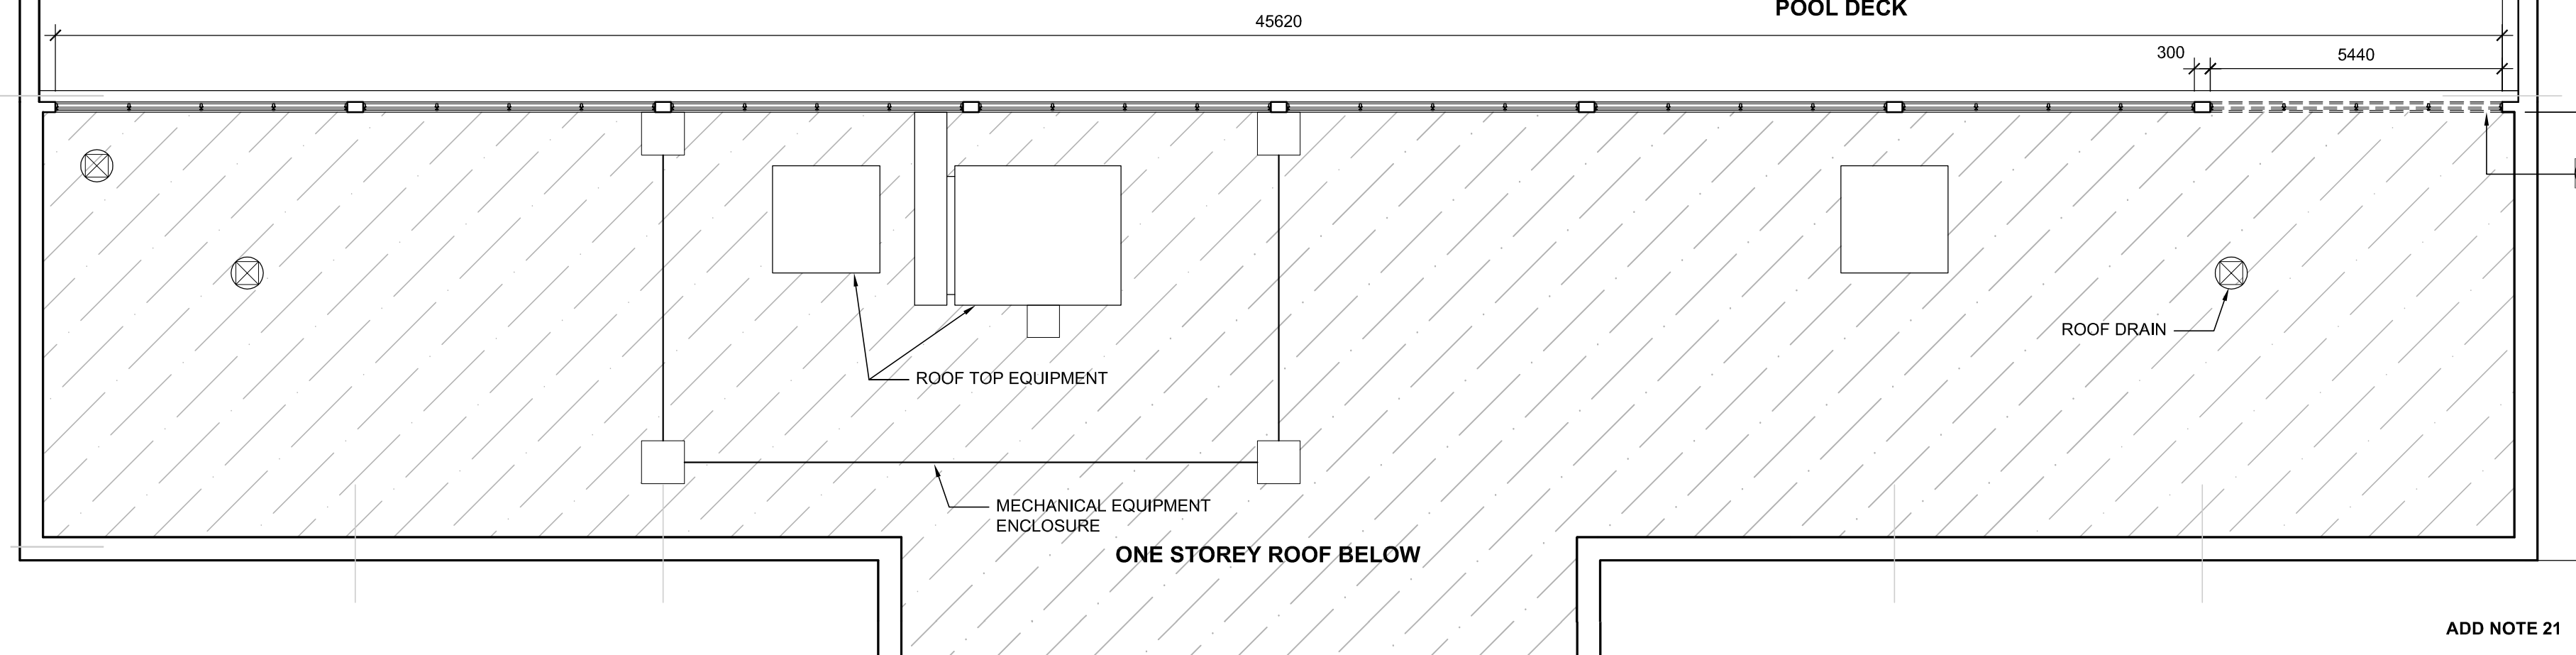 POOL DECK
45620
300
5440
ROOF DRAIN
ROOF TOP EQUIPMENT
MECHANICAL EQUIPMENT
ENCLOSURE
ONE STOREY ROOF BELOW
ADD NOTE 21